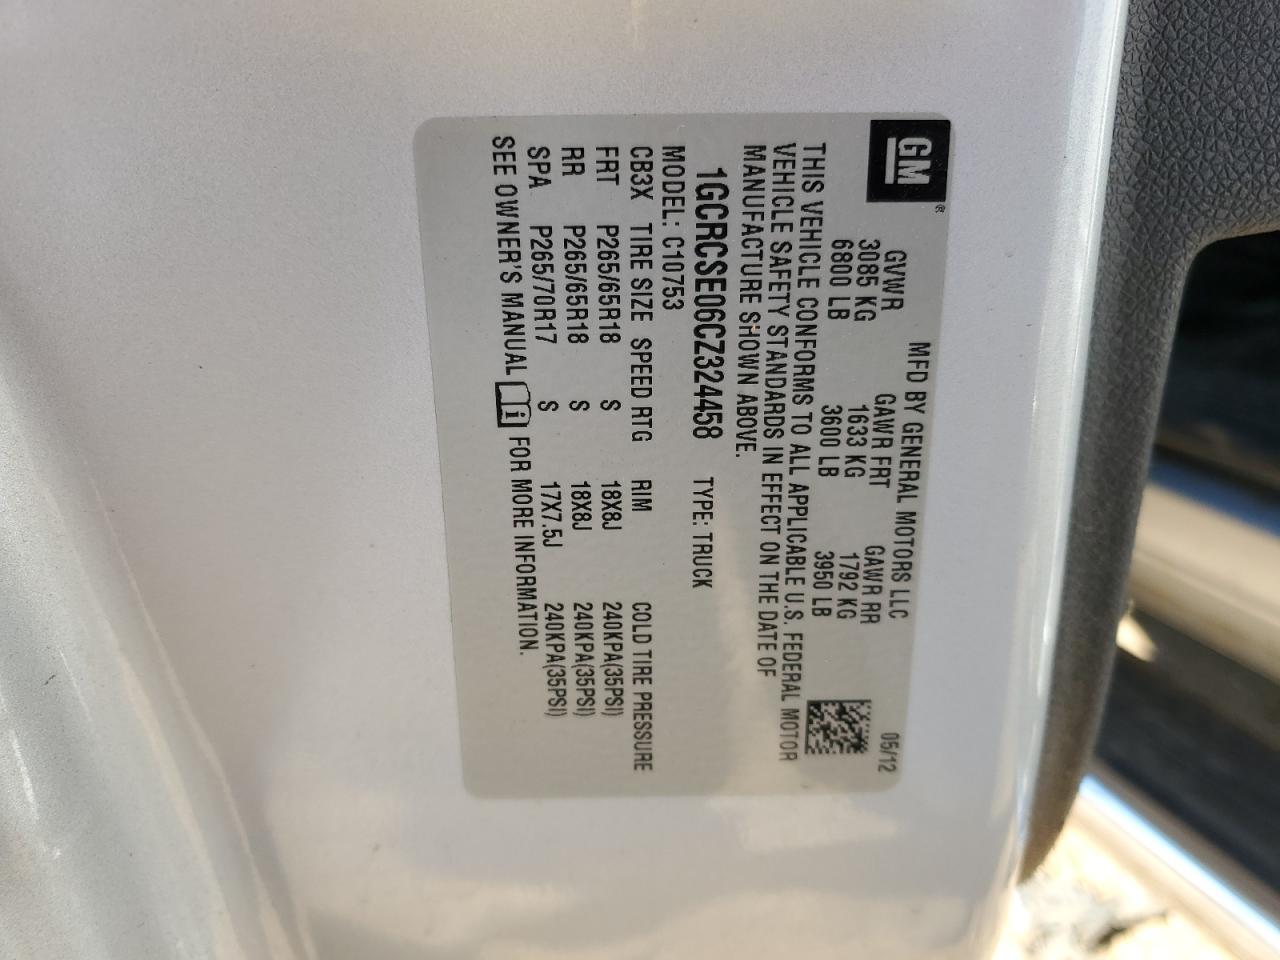 GM®
MFD BY GENERAL MOTORS LLC 05/12
GVWR GAWR FRT GAWR RR
3085 KG 1633 KG 1792 KG
6800 LB 3600 LB 3950 LB
THIS VEHICLE CONFORMS TO ALL APPLICABLE U.S. FEDERAL MOTOR
VEHICLE SAFETY STANDARDS IN EFFECT ON THE DATE OF
MANUFACTURE SHOWN ABOVE.
1GCRCSE06CZ324458 TYPE: TRUCK
MODEL: C10753
CB3X TIRE SIZE SPEED RTG RIM COLD TIRE PRESSURE
FRT P265/65R18 S 18X8J 240KPA(35PSI)
RR P265/65R18 S 18X8J 240KPA(35PSI)
SPA P265/70R17 S 17X7.5J 240KPA(35PSI)
SEE OWNER'S MANUAL i FOR MORE INFORMATION.